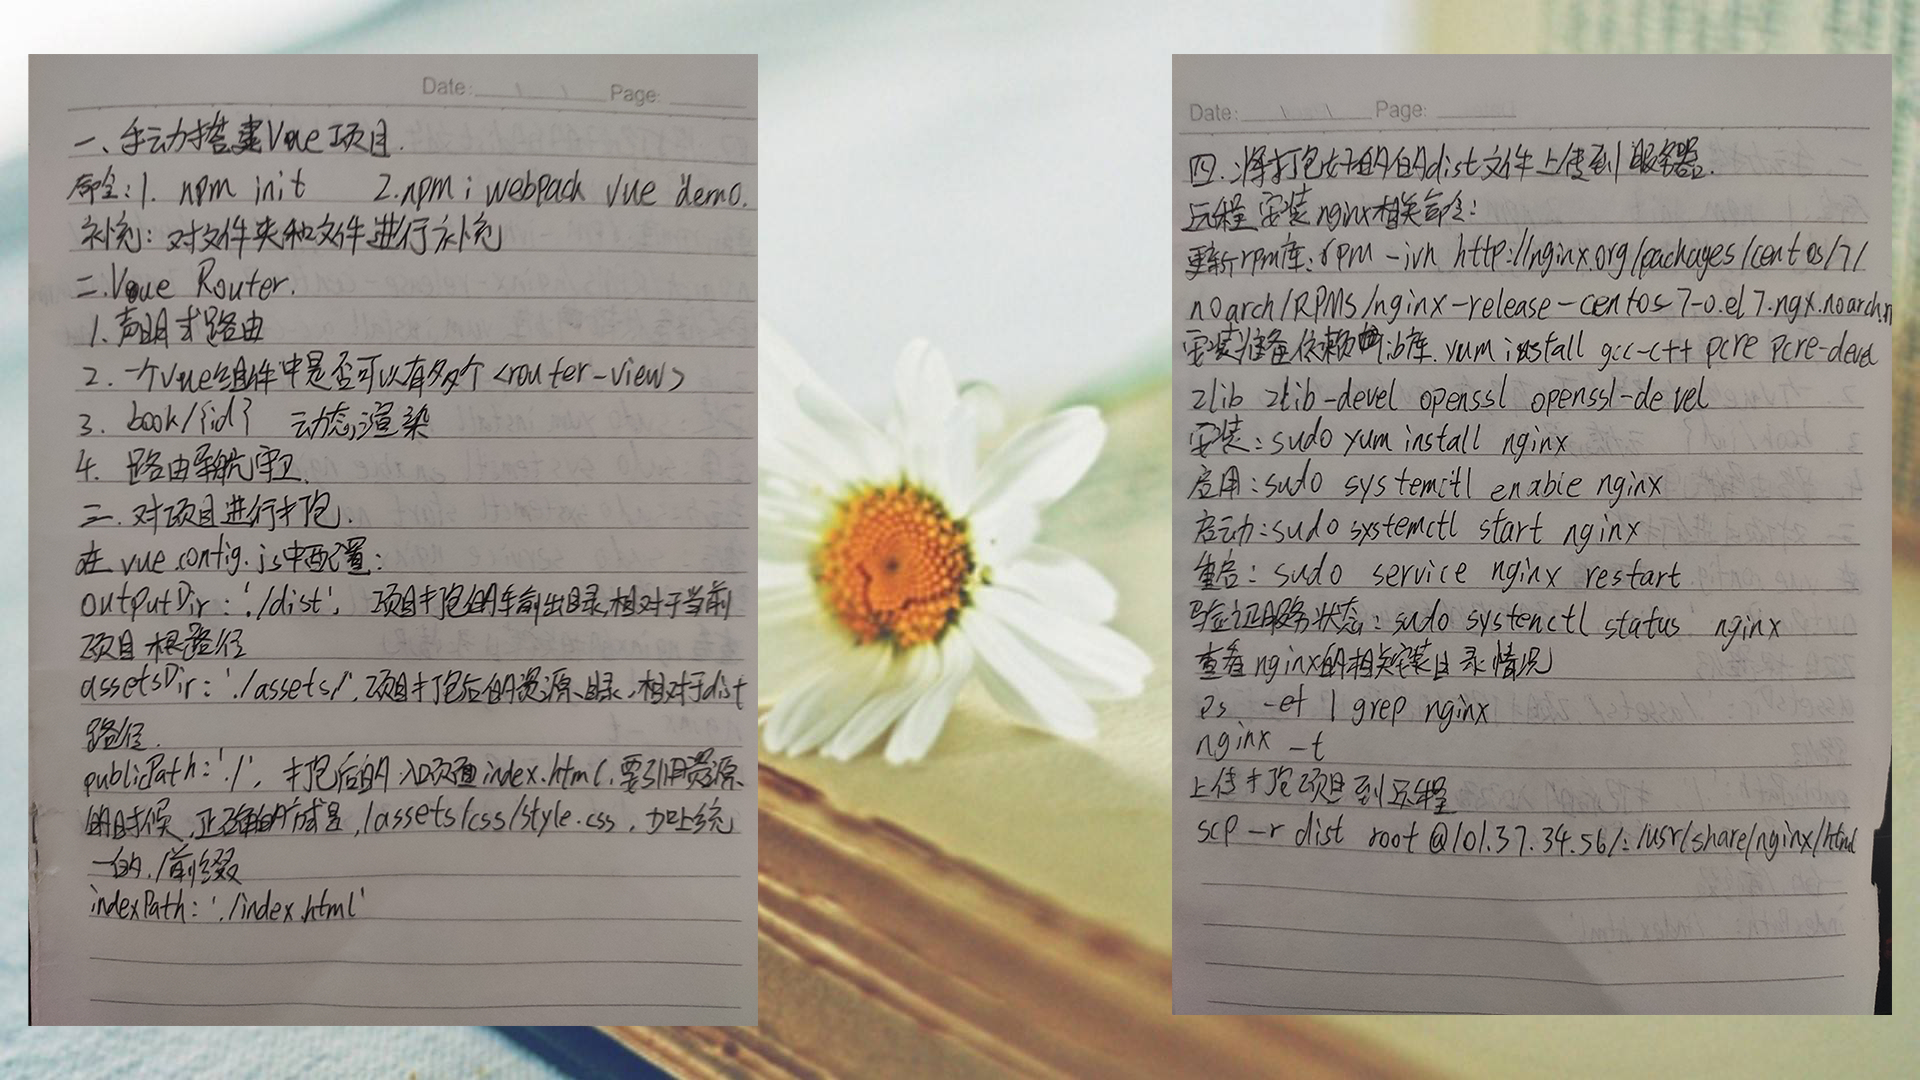 Date: / / Page:
一、手动搭建Vue项目.
命令:1. npm init 2.npm i webpack vue demo.
补充: 对文件夹和文件进行补充
二.Vue Router.
1.声明式路由
2. 一个Vue组件中是否可以有多个<router-view>
3. book/{id} 动态渲染
4. 路由导航守卫.
三.对项目进行打包.
在 vue.config.js中配置:
outputDir:'./dist', 项目打包的输出目录,相对于当前
项目根路径
assetsDir:'./assets/',项目打包后的资源目录,相对于dist
路径.
publicPath:'./', 打包后的入口页面index.html,要引用资源
的时候,正确的方式是,/assets/css/style.css,加上统
一的./前缀
indexPath:'./index.html'
Date: / / Page:
四.将打包好的的dist文件上传到服务器.
远程安装nginx相关命令:
更新rpm库:rpm -ivh http://nginx.org/packages/centos/7/
noarch/RPMS/nginx-release-centos-7-0.el7.ngx.noarch.r
安装准备依赖 库.yum install gcc-c++ pcre pcre-devel
zlib zlib-devel openssl openssl-devel
安装:sudo yum install nginx
启用:sudo systemctl enable nginx
启动:sudo systemctl start nginx
重启:sudo service nginx restart
验证服务状态:sudo systemctl status nginx
查看nginx的相关安装目录情况
ps -ef | grep nginx
nginx -t
上传打包项目到远程
scp -r dist root@101.37.34.56/:/usr/share/nginx/html